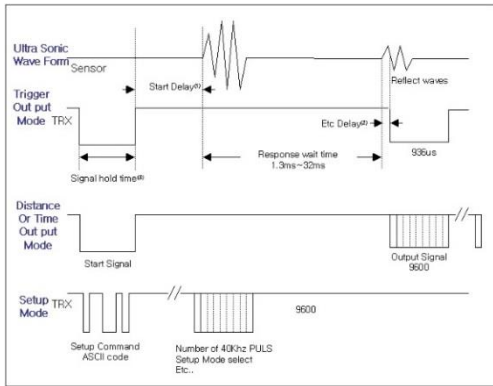 Ultra Sonic
Wave Form
Sensor
Start Delay⁽¹⁾
Reflect waves
Trigger
Out put
Mode TRX
Etc Delay⁽²⁾
936us
Signal hold time⁽³⁾
Response wait time
1.3ms~32ms
Distance
Or Time
Out put
Mode
Start Signal
Output Signal
9600
Setup TRX
Mode
9600
Setup Command
ASCII code
Number of 40Khz PULS
Setup Mode select
Etc..